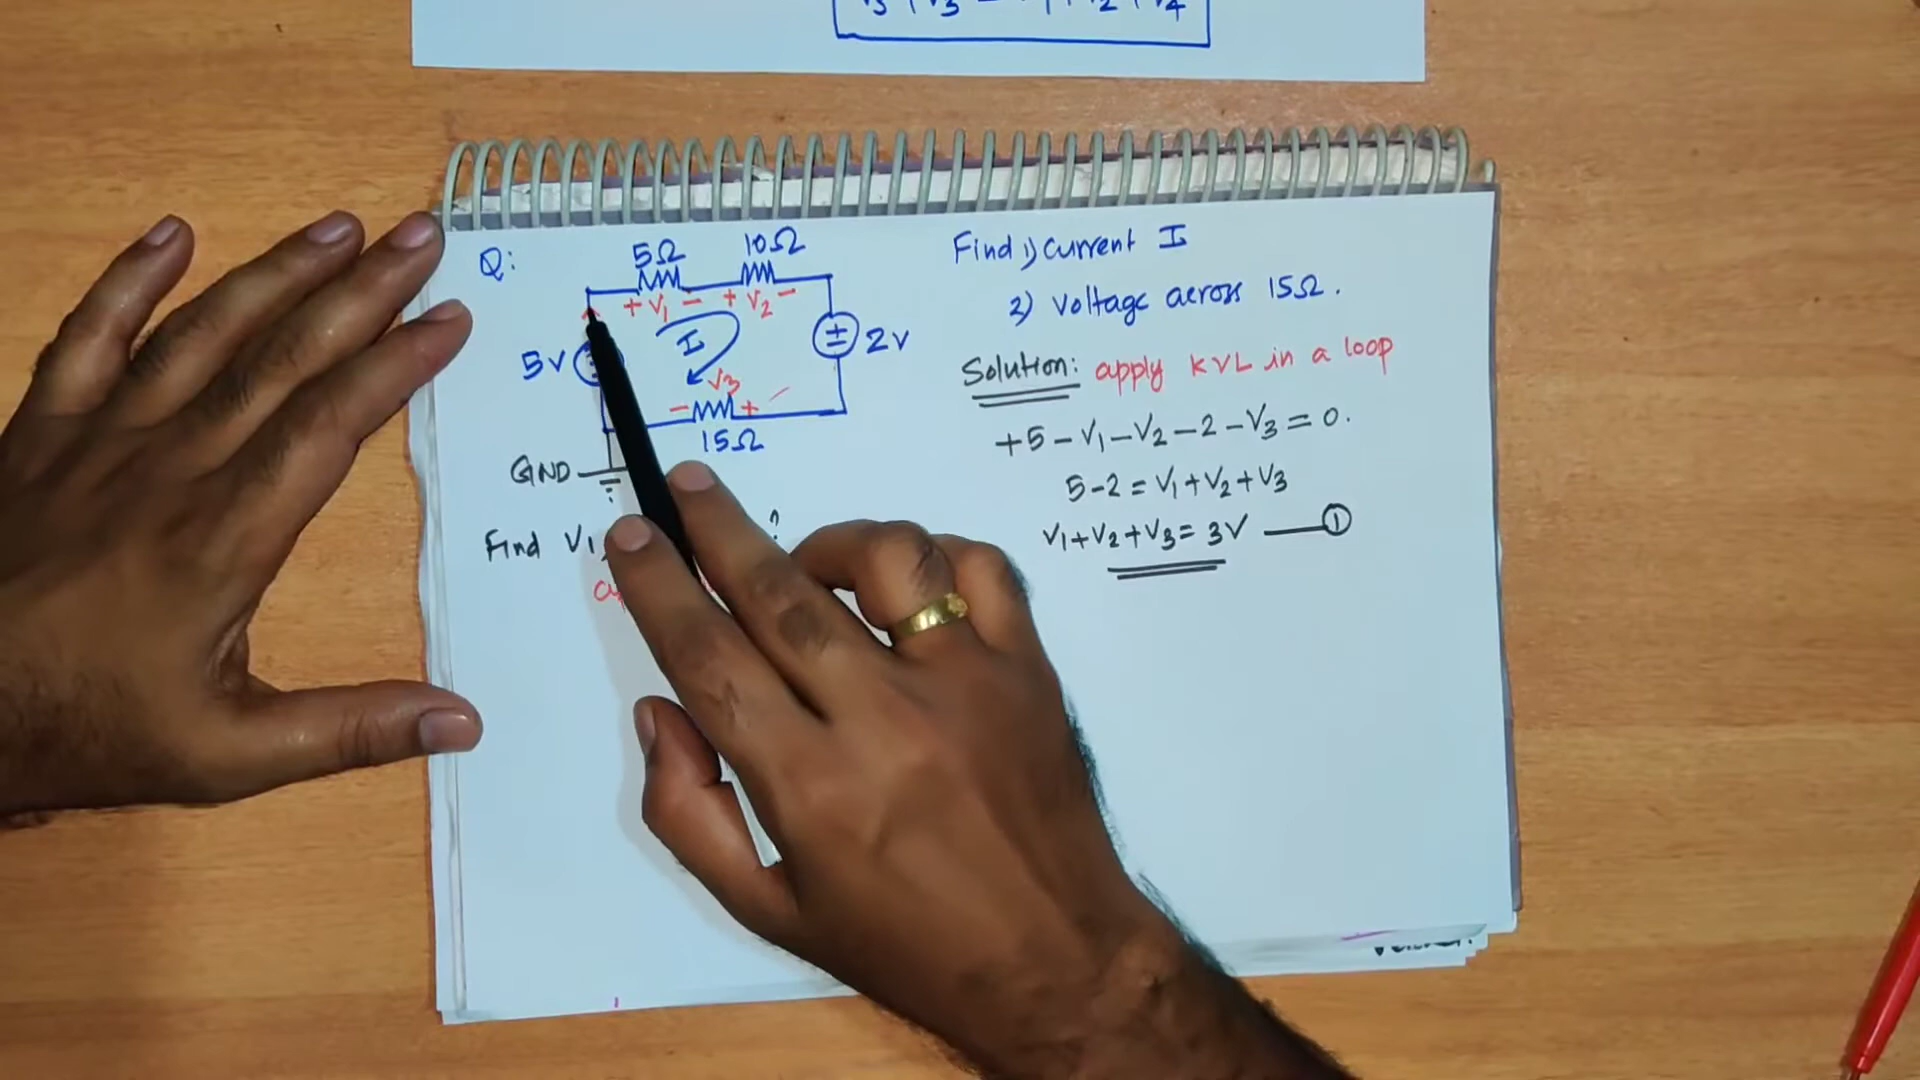 Q:
5Ω 10Ω
+ V1 - + V2 -
I
5V
2V
V3
- +
15Ω
GND
Find V1, ?
Find 1) current I
2) Voltage across 15Ω.
Solution: apply KVL in a loop
+5-V1-V2-2-V3=0.
5-2=V1+V2+V3
V1+V2+V3=3V —— ①